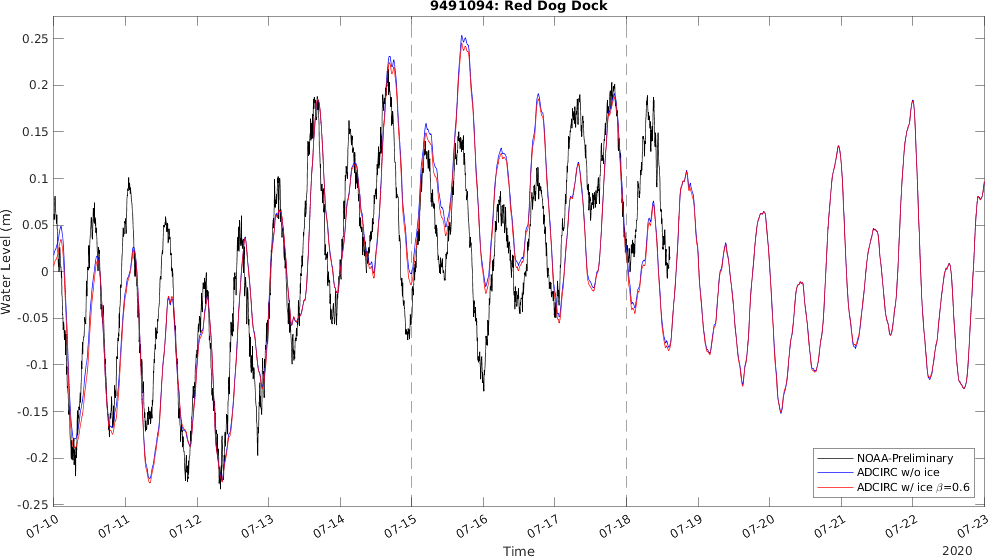 9491094: Red Dog Dock
Water Level (m)
0.25
0.2
0.15
0.1
0.05
0
-0.05
-0.1
-0.15
-0.2
-0.25
NOAA-Preliminary
ADCIRC w/o ice
ADCIRC w/ ice β=0.6
07-10 07-11 07-12 07-13 07-14 07-15 07-16 07-17 07-18 07-19 07-20 07-21 07-22 07-23
Time
2020